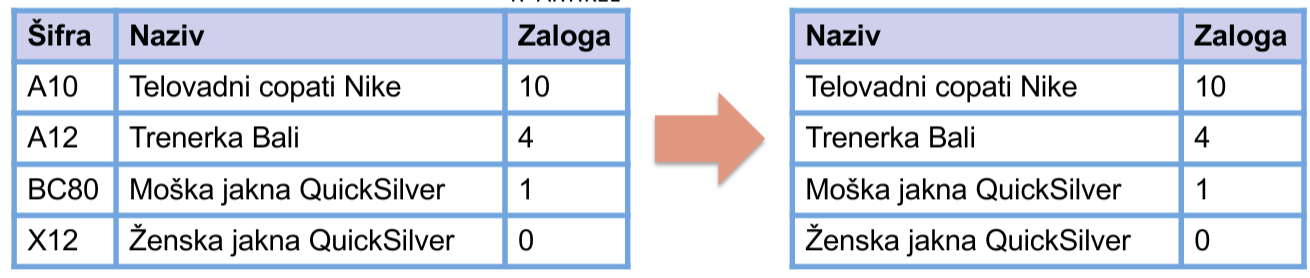 Šifra Naziv Zaloga
A10 Telovadni copati Nike 10
A12 Trenerka Bali 4
BC80 Moška jakna QuickSilver 1
X12 Ženska jakna QuickSilver 0
Naziv Zaloga
Telovadni copati Nike 10
Trenerka Bali 4
Moška jakna QuickSilver 1
Ženska jakna QuickSilver 0